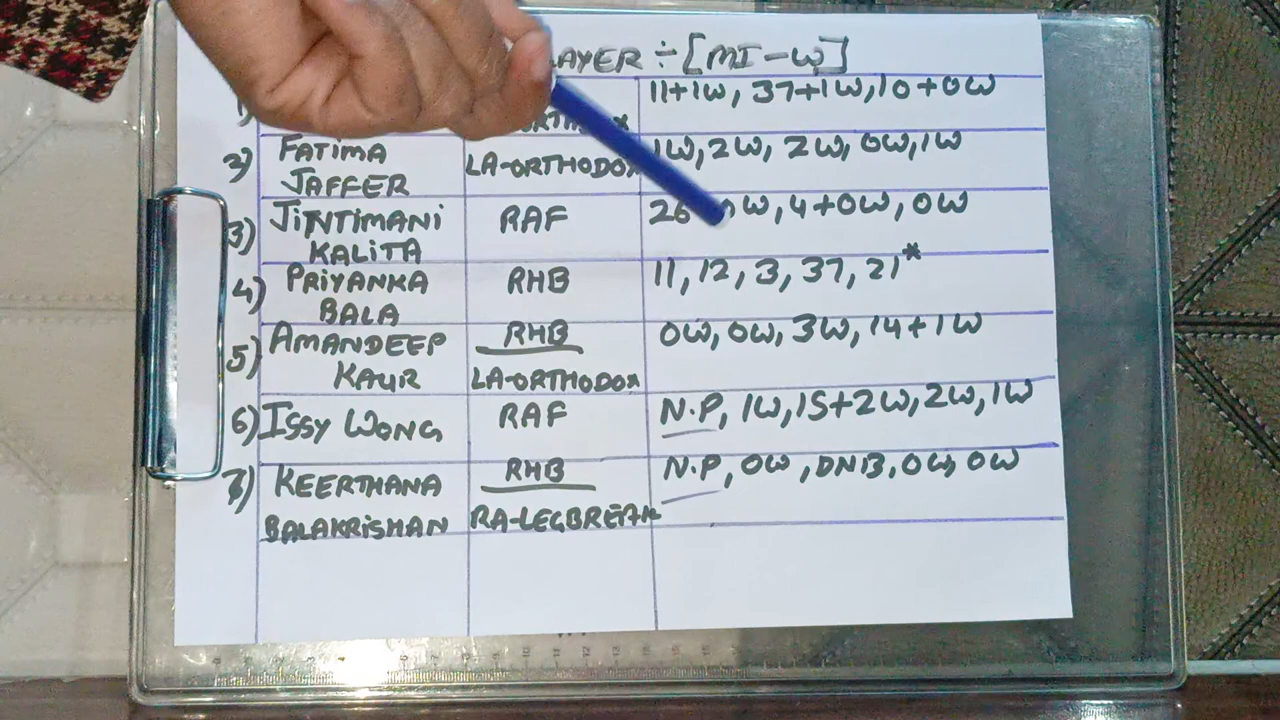 LAYER ÷ [MI-W]
11+1W, 37+1W, 10+0W
2) FATIMA JAFFER LA-ORTHODOX 1W, 2W, 2W, 0W, 1W
3) JINTIMANI KALITA RAF 26 0W, 4+0W, 0W
4) PRIYANKA BALA RHB 11, 12, 3, 37, 21*
5) AMANDEEP KAUR RHB LA-ORTHODOX 0W, 0W, 3W, 14+1W
6) ISSY WONG RAF N.P, 1W, 15+2W, 2W, 1W
7) KEERTHANA BALAKRISHAN RHB RA-LEGBREAK N.P, 0W, DNB, 0W, 0W